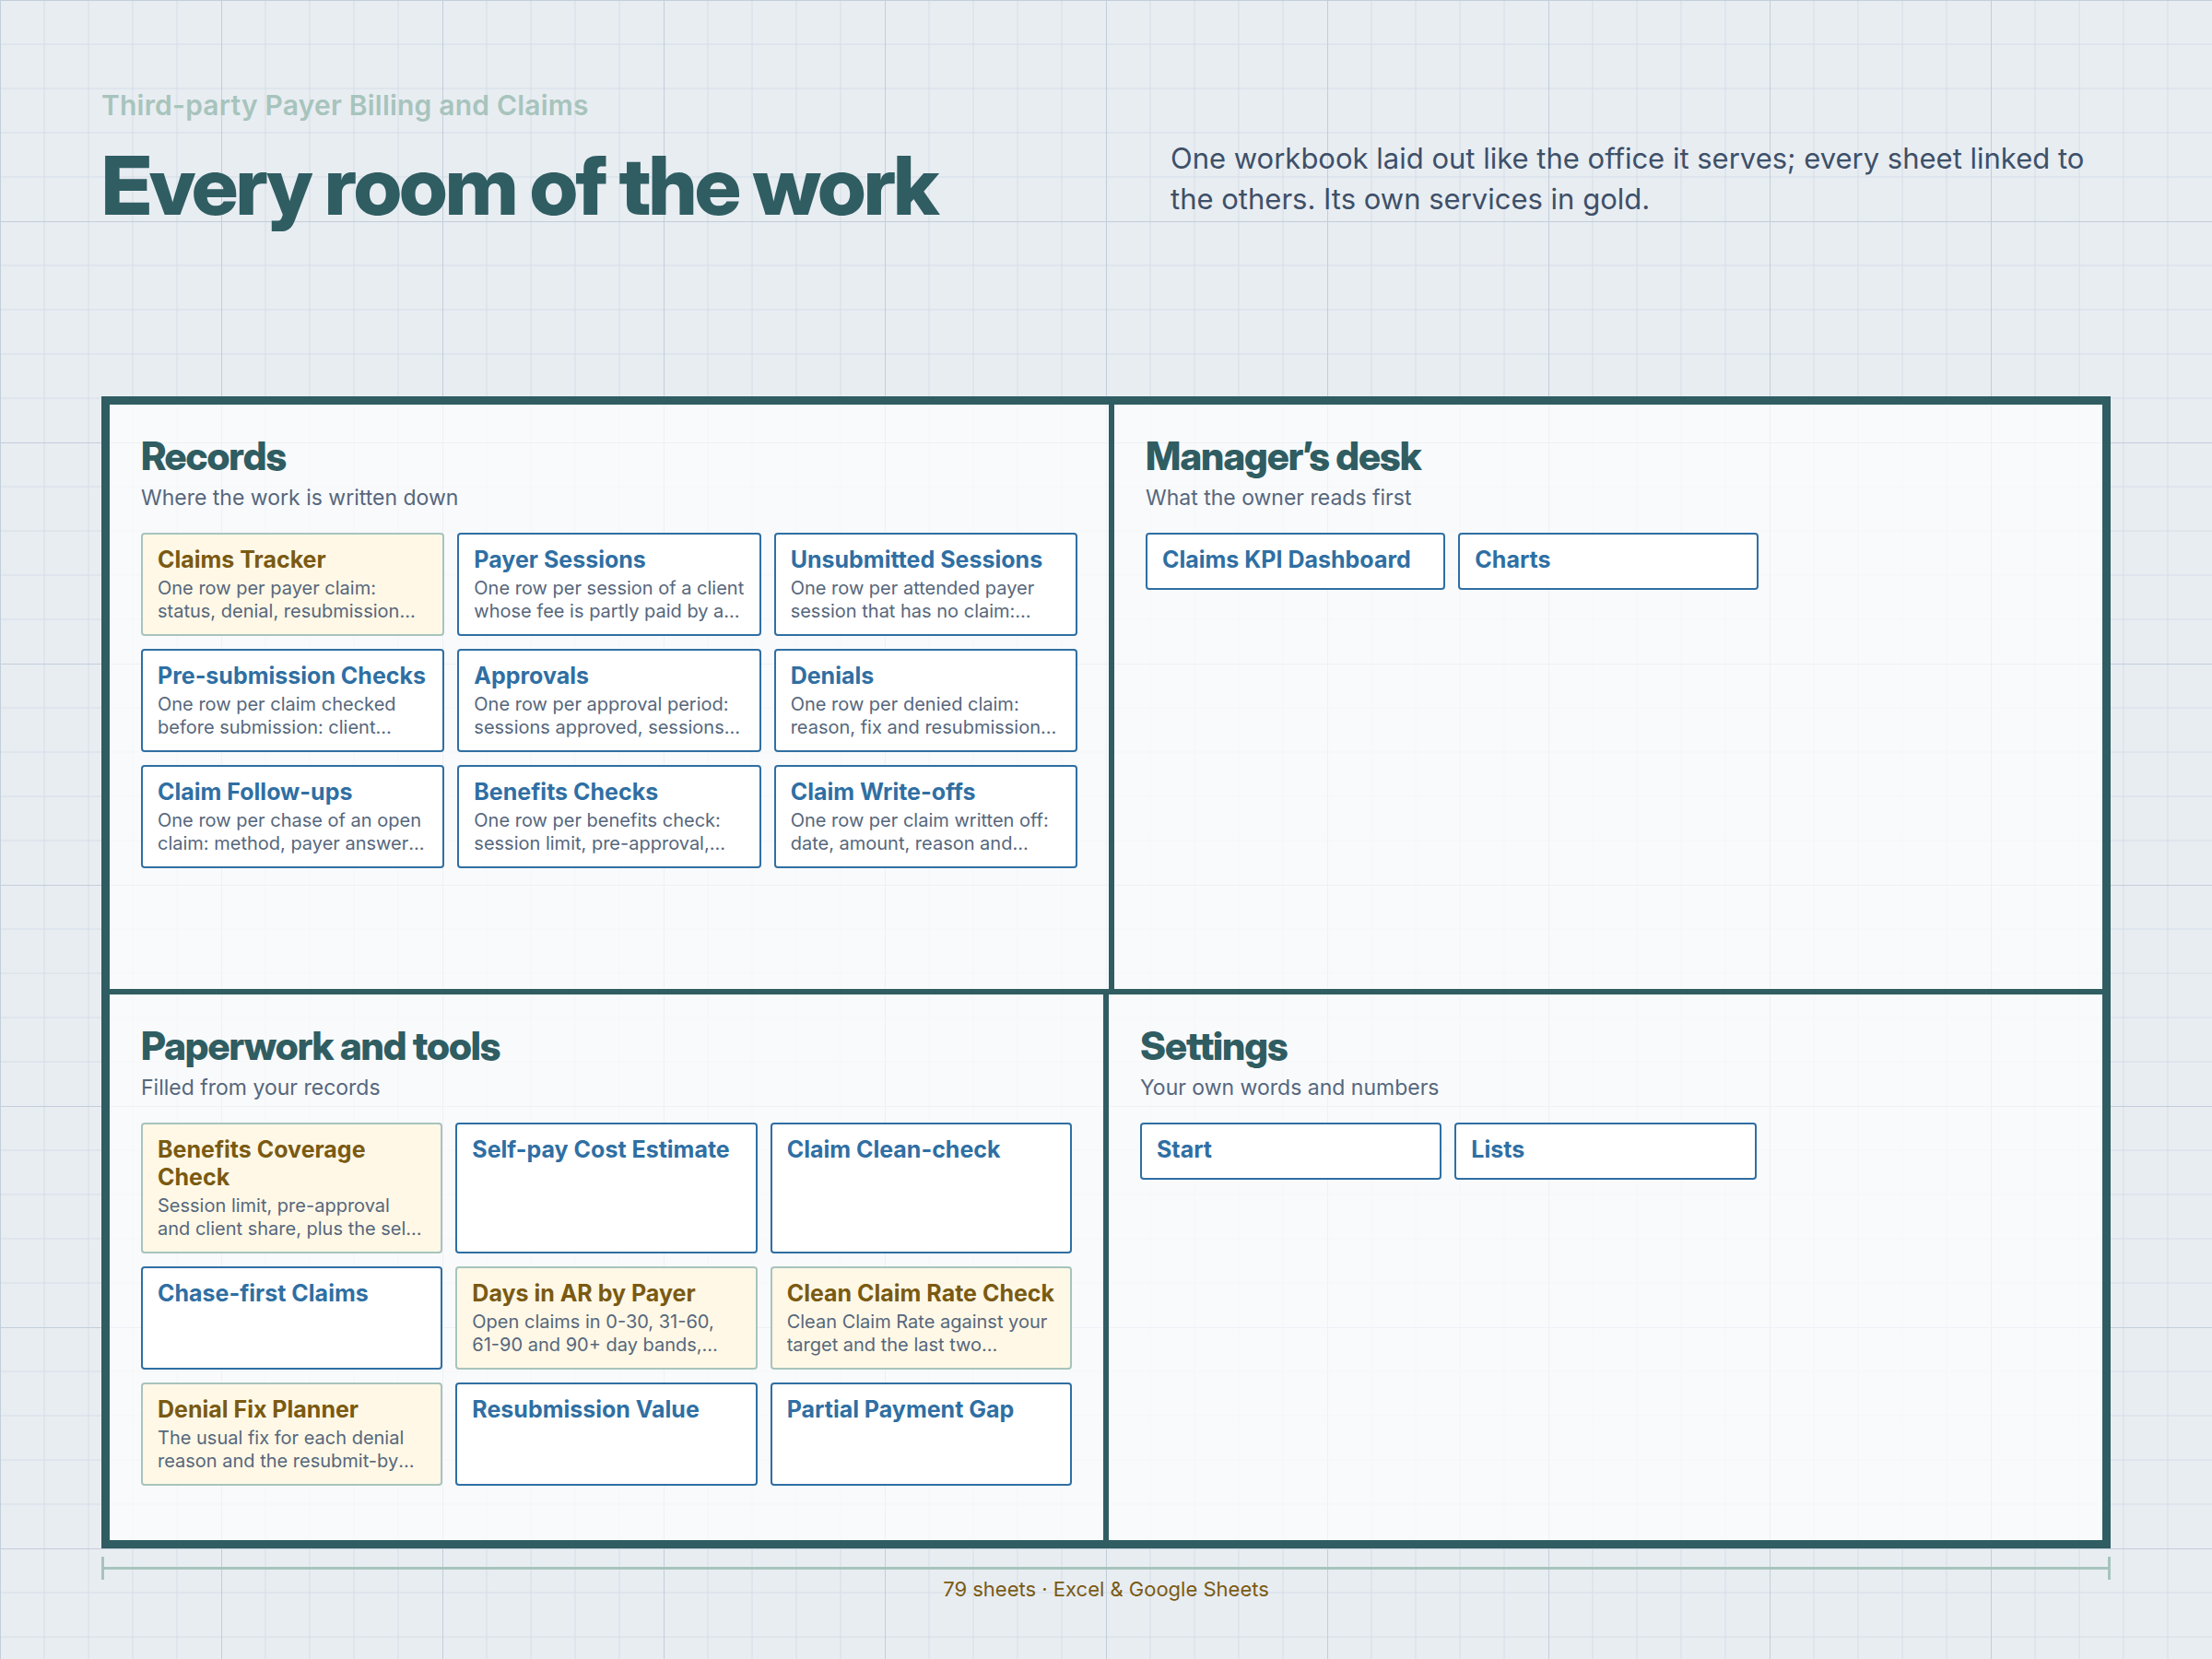 Third-party Payer Billing and Claims
Every room of the work
One workbook laid out like the office it serves; every sheet linked to
the others. Its own services in gold.
Records
Where the work is written down
Claims Tracker
One row per payer claim:
status, denial, resubmission...
Payer Sessions
One row per session of a client
whose fee is partly paid by a...
Unsubmitted Sessions
One row per attended payer
session that has no claim:...
Pre-submission Checks
One row per claim checked
before submission: client...
Approvals
One row per approval period:
sessions approved, sessions...
Denials
One row per denied claim:
reason, fix and resubmission...
Claim Follow-ups
One row per chase of an open
claim: method, payer answer...
Benefits Checks
One row per benefits check:
session limit, pre-approval,...
Claim Write-offs
One row per claim written off:
date, amount, reason and...
Manager’s desk
What the owner reads first
Claims KPI Dashboard
Charts
Paperwork and tools
Filled from your records
Benefits Coverage
Check
Session limit, pre-approval
and client share, plus the sel...
Self-pay Cost Estimate
Claim Clean-check
Chase-first Claims
Days in AR by Payer
Open claims in 0-30, 31-60,
61-90 and 90+ day bands,...
Clean Claim Rate Check
Clean Claim Rate against your
target and the last two...
Denial Fix Planner
The usual fix for each denial
reason and the resubmit-by...
Resubmission Value
Partial Payment Gap
Settings
Your own words and numbers
Start
Lists
79 sheets · Excel & Google Sheets